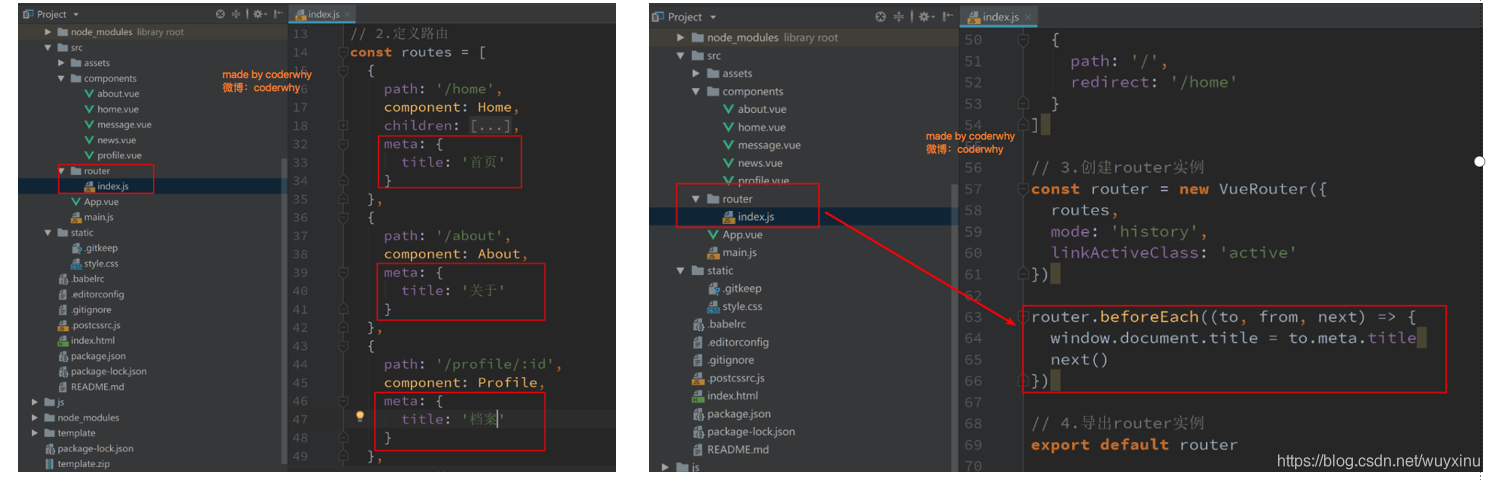 Project
index.js
node_modules library root
src
assets
components
about.vue
home.vue
message.vue
news.vue
profile.vue
router
index.js
App.vue
main.js
static
.gitkeep
style.css
.babelrc
.editorconfig
.gitignore
.postcssrc.js
index.html
package.json
package-lock.json
README.md
js
node_modules
template
package-lock.json
template.zip
made by coderwhy
微博：coderwhy
13 // 2.定义路由
14 const routes = [
15 {
16 path: '/home',
17 component: Home,
18 children: [...],
32 meta: {
33 title: '首页'
34 }
35 },
36 {
37 path: '/about',
38 component: About,
39 meta: {
40 title: '关于'
41 }
42 },
43 {
44 path: '/profile/:id',
45 component: Profile,
46 meta: {
47 title: '档案'
48 }
49 },
Project
index.js
node_modules library root
src
assets
components
about.vue
home.vue
message.vue
news.vue
profile.vue
router
index.js
App.vue
main.js
static
.gitkeep
style.css
.babelrc
.editorconfig
.gitignore
.postcssrc.js
index.html
package.json
package-lock.json
README.md
js
made by coderwhy
微博：coderwhy
50 {
51 path: '/',
52 redirect: '/home'
53 }
54 ]
55
56 // 3.创建router实例
57 const router = new VueRouter({
58 routes,
59 mode: 'history',
60 linkActiveClass: 'active'
61 })
62
63 router.beforeEach((to, from, next) => {
64 window.document.title = to.meta.title
65 next()
66 })
67
68 // 4.导出router实例
69 export default router
70
https://blog.csdn.net/wuyxinu